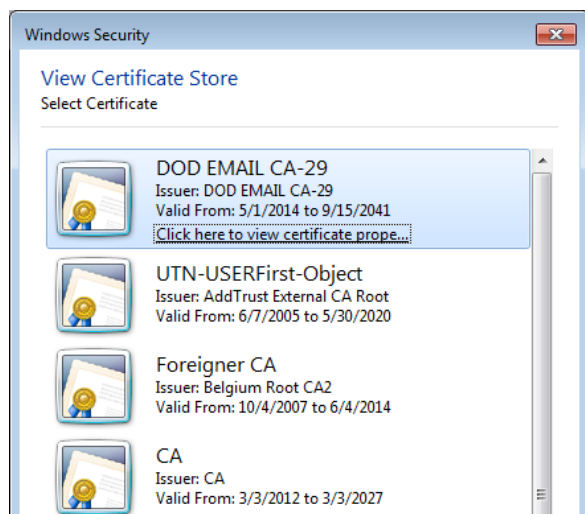 Windows Security
View Certificate Store
Select Certificate
DOD EMAIL CA-29
Issuer: DOD EMAIL CA-29
Valid From: 5/1/2014 to 9/15/2041
Click here to view certificate prope...
UTN-USERFirst-Object
Issuer: AddTrust External CA Root
Valid From: 6/7/2005 to 5/30/2020
Foreigner CA
Issuer: Belgium Root CA2
Valid From: 10/4/2007 to 6/4/2014
CA
Issuer: CA
Valid From: 3/3/2012 to 3/3/2027